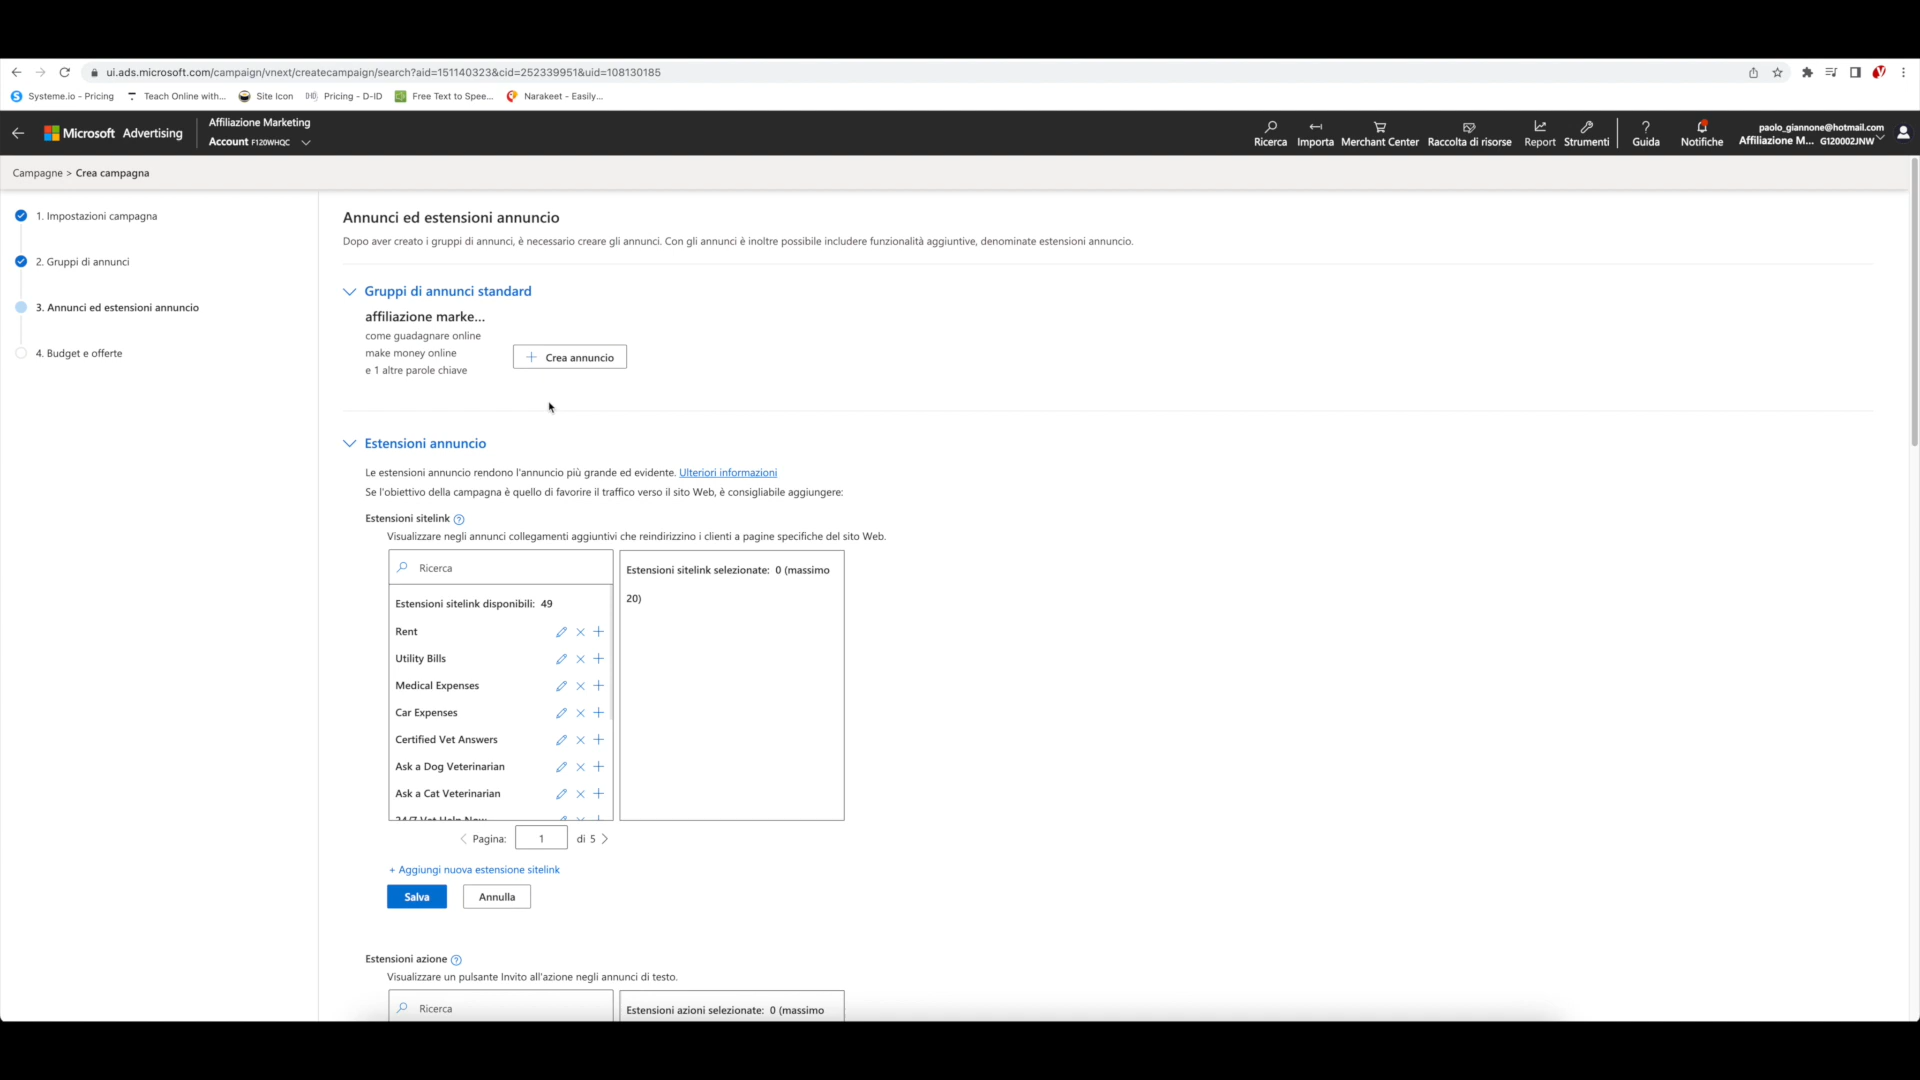 ui.ads.microsoft.com/campaign/vnext/createcampaign/search?aid=151140323&cid=252339951&uid=108130185
Systeme.io - Pricing
Teach Online with...
Site Icon
Pricing - D-ID
Free Text to Spee...
Narakeet - Easily...
Microsoft Advertising
Affiliazione Marketing
Account F120WHQC
Ricerca
Importa
Merchant Center
Raccolta di risorse
Report
Strumenti
Guida
Notifiche
paolo_giannone@hotmail.com
Affiliazione M... G120002JNW
Campagne > Crea campagna
1. Impostazioni campagna
2. Gruppi di annunci
3. Annunci ed estensioni annuncio
4. Budget e offerte
Annunci ed estensioni annuncio
Dopo aver creato i gruppi di annunci, è necessario creare gli annunci. Con gli annunci è inoltre possibile includere funzionalità aggiuntive, denominate estensioni annuncio.
Gruppi di annunci standard
affiliazione marke...
come guadagnare online
make money online
e 1 altre parole chiave
+ Crea annuncio
Estensioni annuncio
Le estensioni annuncio rendono l'annuncio più grande ed evidente. Ulteriori informazioni
Se l'obiettivo della campagna è quello di favorire il traffico verso il sito Web, è consigliabile aggiungere:
Estensioni sitelink ?
Visualizzare negli annunci collegamenti aggiuntivi che reindirizzino i clienti a pagine specifiche del sito Web.
Ricerca
Estensioni sitelink disponibili: 49
Rent
Utility Bills
Medical Expenses
Car Expenses
Certified Vet Answers
Ask a Dog Veterinarian
Ask a Cat Veterinarian
24/7 Vet Help Now
Estensioni sitelink selezionate: 0 (massimo
20)
Pagina: 1 di 5
+ Aggiungi nuova estensione sitelink
Salva
Annulla
Estensioni azione ?
Visualizzare un pulsante Invito all'azione negli annunci di testo.
Ricerca
Estensioni azioni selezionate: 0 (massimo